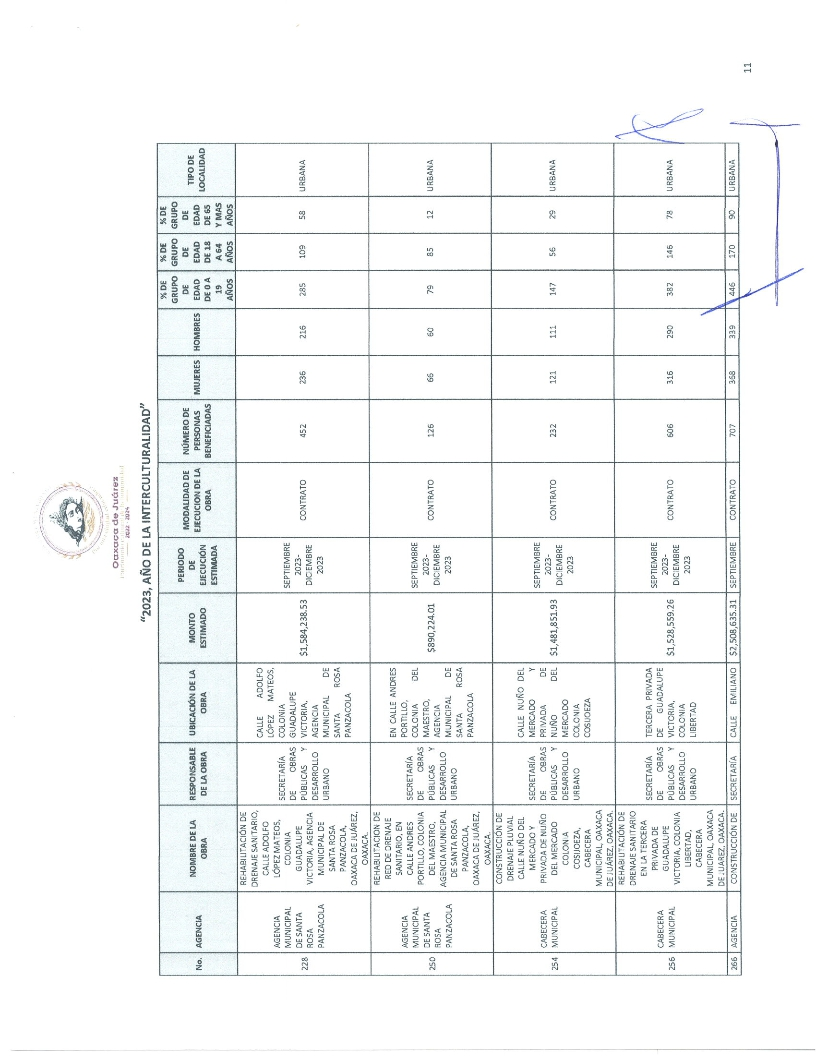 Oaxaca de Juárez
2022 - 2024
"2023, AÑO DE LA INTERCULTURALIDAD"
No.
AGENCIA
NOMBRE DE LA
OBRA
RESPONSABLE
DE LA OBRA
UBICACIÓN DE LA
OBRA
MONTO
ESTIMADO
PERIODO
DE
EJECUCIÓN
ESTIMADA
MODALIDAD DE
EJECUCION DE LA
OBRA
NÚMERO DE
PERSONAS
BENEFICIADAS
MUJERES
HOMBRES
% DE
GRUPO
DE
EDAD
DE 0 A
19
AÑOS
% DE
GRUPO
DE
EDAD
DE 18
A 64
AÑOS
% DE
GRUPO
DE
EDAD
DE 65
Y MAS
AÑOS
TIPO DE
LOCALIDAD
228
AGENCIA
MUNICIPAL
DE SANTA
ROSA
PANZACOLA
REHABILITACIÓN DE
DRENAJE SANITARIO,
CALLE ADOLFO
LÓPEZ MATEOS,
COLONIA
GUADALUPE
VICTORIA, AGENCIA
MUNICIPAL DE
SANTA ROSA
PANZACOLA,
OAXACA DE JUÁREZ,
OAXACA.
SECRETARÍA
DE OBRAS
PÚBLICAS Y
DESARROLLO
URBANO
CALLE ADOLFO
LÓPEZ MATEOS,
COLONIA
GUADALUPE
VICTORIA,
AGENCIA
MUNICIPAL DE
SANTA ROSA
PANZACOLA
$1,584,238.53
SEPTIEMBRE
2023-
DICIEMBRE
2023
CONTRATO
452
236
216
285
109
58
URBANA
250
AGENCIA
MUNICIPAL
DE SANTA
ROSA
PANZACOLA
REHABILITACION DE
RED DE DRENAJE
SANITARIO, EN
CALLE ANDRES
PORTILLO, COLONIA
DEL MAESTRO,
AGENCIA MUNICIPAL
DE SANTA ROSA
PANZACOLA,
OAXACA DE JUÁREZ,
OAXACA.
SECRETARÍA
DE OBRAS
PÚBLICAS Y
DESARROLLO
URBANO
EN CALLE ANDRES
PORTILLO,
COLONIA DEL
MAESTRO,
AGENCIA
MUNICIPAL DE
SANTA ROSA
PANZACOLA
$890,224.01
SEPTIEMBRE
2023-
DICIEMBRE
2023
CONTRATO
126
66
60
79
85
12
URBANA
254
CABECERA
MUNICIPAL
CONSTRUCCIÓN DE
DRENAJE PLUVIAL
CALLE NUÑO DEL
MERCADO Y
PRIVADA DE NUÑO
DEL MERCADO
COLONIA
COSIJOEZA,
CABECERA
MUNICIPAL, OAXACA
DE JUÁREZ, OAXACA.
SECRETARÍA
DE OBRAS
PÚBLICAS Y
DESARROLLO
URBANO
CALLE NUÑO DEL
MERCADO Y
PRIVADA DE
NUÑO DEL
MERCADO
COLONIA
COSIJOEZA
$1,481,851.93
SEPTIEMBRE
2023-
DICIEMBRE
2023
CONTRATO
232
121
111
147
56
29
URBANA
256
CABECERA
MUNICIPAL
REHABILITACIÓN DE
DRENAJE SANITARIO
EN LA TERCERA
PRIVADA DE
GUADALUPE
VICTORIA, COLONIA
LIBERTAD,
CABECERA
MUNICIPAL, OAXACA
DE JUÁREZ, OAXACA.
SECRETARÍA
DE OBRAS
PÚBLICAS Y
DESARROLLO
URBANO
TERCERA PRIVADA
DE GUADALUPE
VICTORIA,
COLONIA
LIBERTAD
$1,528,559.26
SEPTIEMBRE
2023-
DICIEMBRE
2023
CONTRATO
606
316
290
382
146
78
URBANA
266
AGENCIA
CONSTRUCCIÓN DE
SECRETARÍA
CALLE EMILIANO
$2,508,635.31
SEPTIEMBRE
CONTRATO
707
368
339
446
170
90
URBANA
11